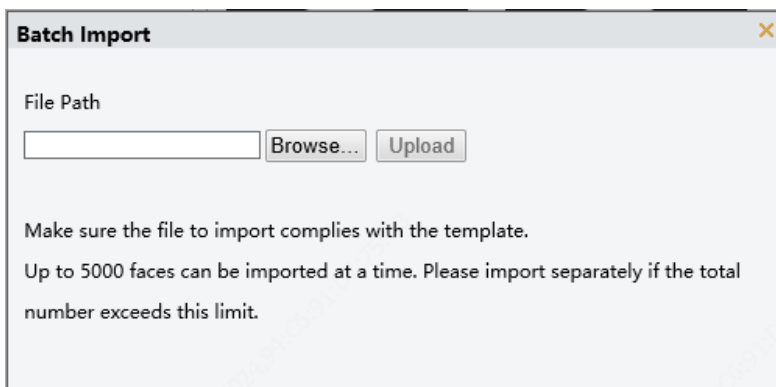 Batch Import
File Path
Browse... Upload
Make sure the file to import complies with the template.
Up to 5000 faces can be imported at a time. Please import separately if the total
number exceeds this limit.